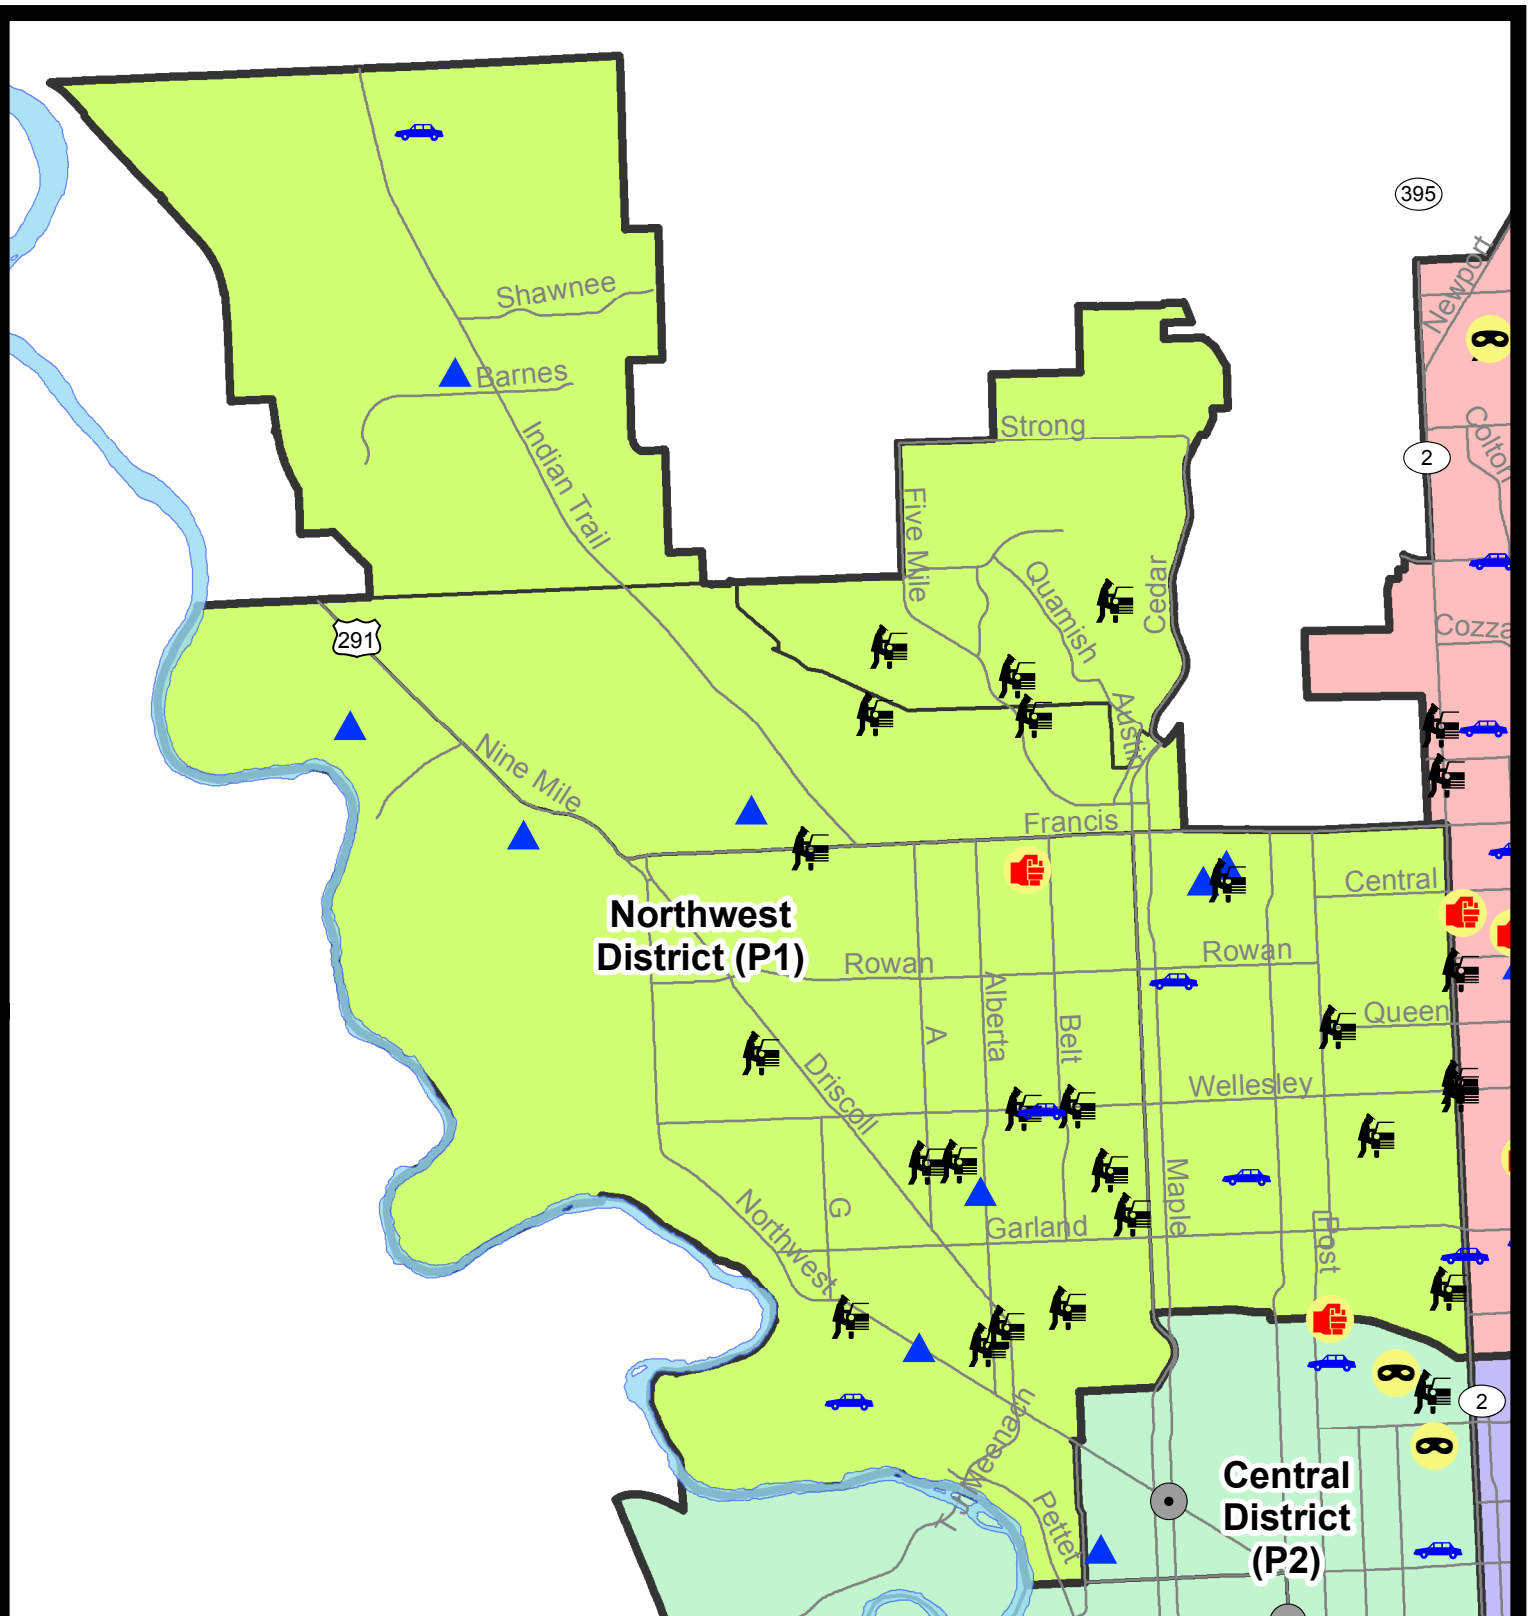 395
Newport
Shawnee
Barnes
Colton
Strong
2
Indian Trail
Five Mile
Quamish
Cedar
291
Cozza
Austin
Nine Mile
Francis
Central
Northwest
District (P1)
Rowan
Rowan
Alberta
A
Belt
Queen
Driscoll
Wellesley
Northwest
G
Garland
Maple
Post
2
T J Meenach
Pettet
Central
District
(P2)